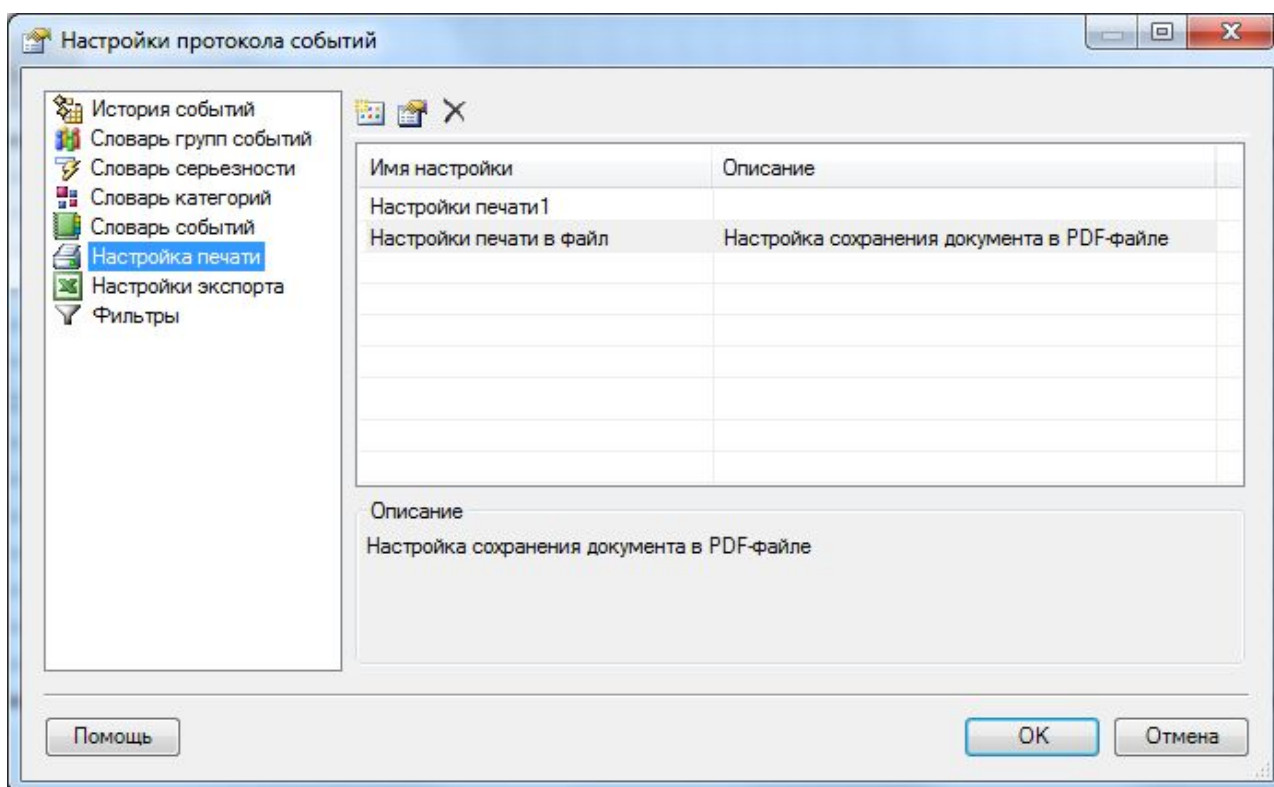 Настройки протокола событий
История событий
Словарь групп событий
Словарь серьезности
Словарь категорий
Словарь событий
Настройка печати
Настройки экспорта
Фильтры
Имя настройки Описание
Настройки печати1
Настройки печати в файл Настройка сохранения документа в PDF-файле
Описание
Настройка сохранения документа в PDF-файле
Помощь OK Отмена